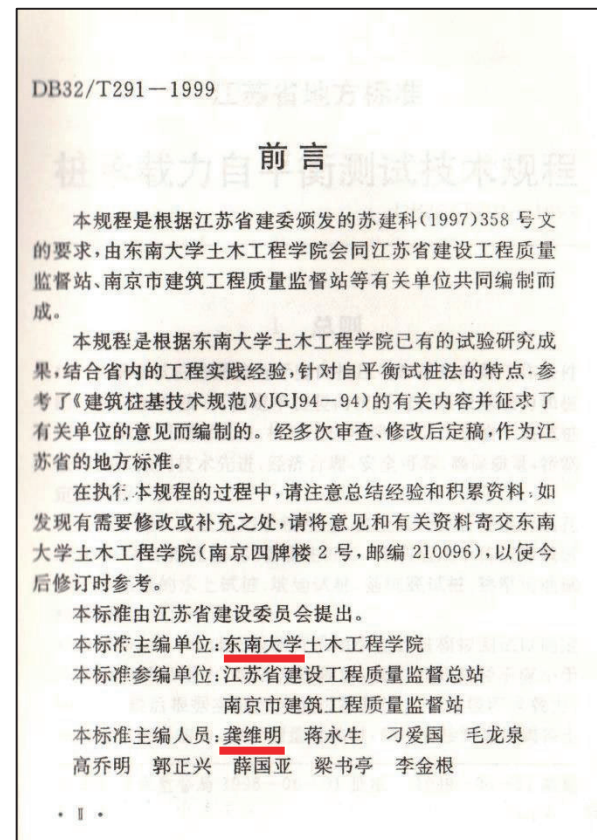 DB32/T291—1999
前言
本规程是根据江苏省建委颁发的苏建科(1997)358号文
的要求,由东南大学土木工程学院会同江苏省建设工程质量
监督站、南京市建筑工程质量监督站等有关单位共同编制而
成。
本规程是根据东南大学土木工程学院已有的试验研究成
果,结合省内的工程实践经验,针对自平衡试桩法的特点,参
考了《建筑桩基技术规范》(JGJ94—94)的有关内容并征求了
有关单位的意见而编制的。经多次审查、修改后定稿,作为江
苏省的地方标准。
在执行本规程的过程中,请注意总结经验和积累资料,如
发现有需要修改或补充之处,请将意见和有关资料寄交东南
大学土木工程学院(南京四牌楼2号,邮编210096),以便今
后修订时参考。
本标准由江苏省建设委员会提出。
本标准主编单位:东南大学土木工程学院
本标准参编单位:江苏省建设工程质量监督总站
南京市建筑工程质量监督站
本标准主编人员:龚维明 蒋永生 刁爱国 毛龙泉
高乔明 郭正兴 薛国亚 梁书亭 李金根
·Ⅱ·